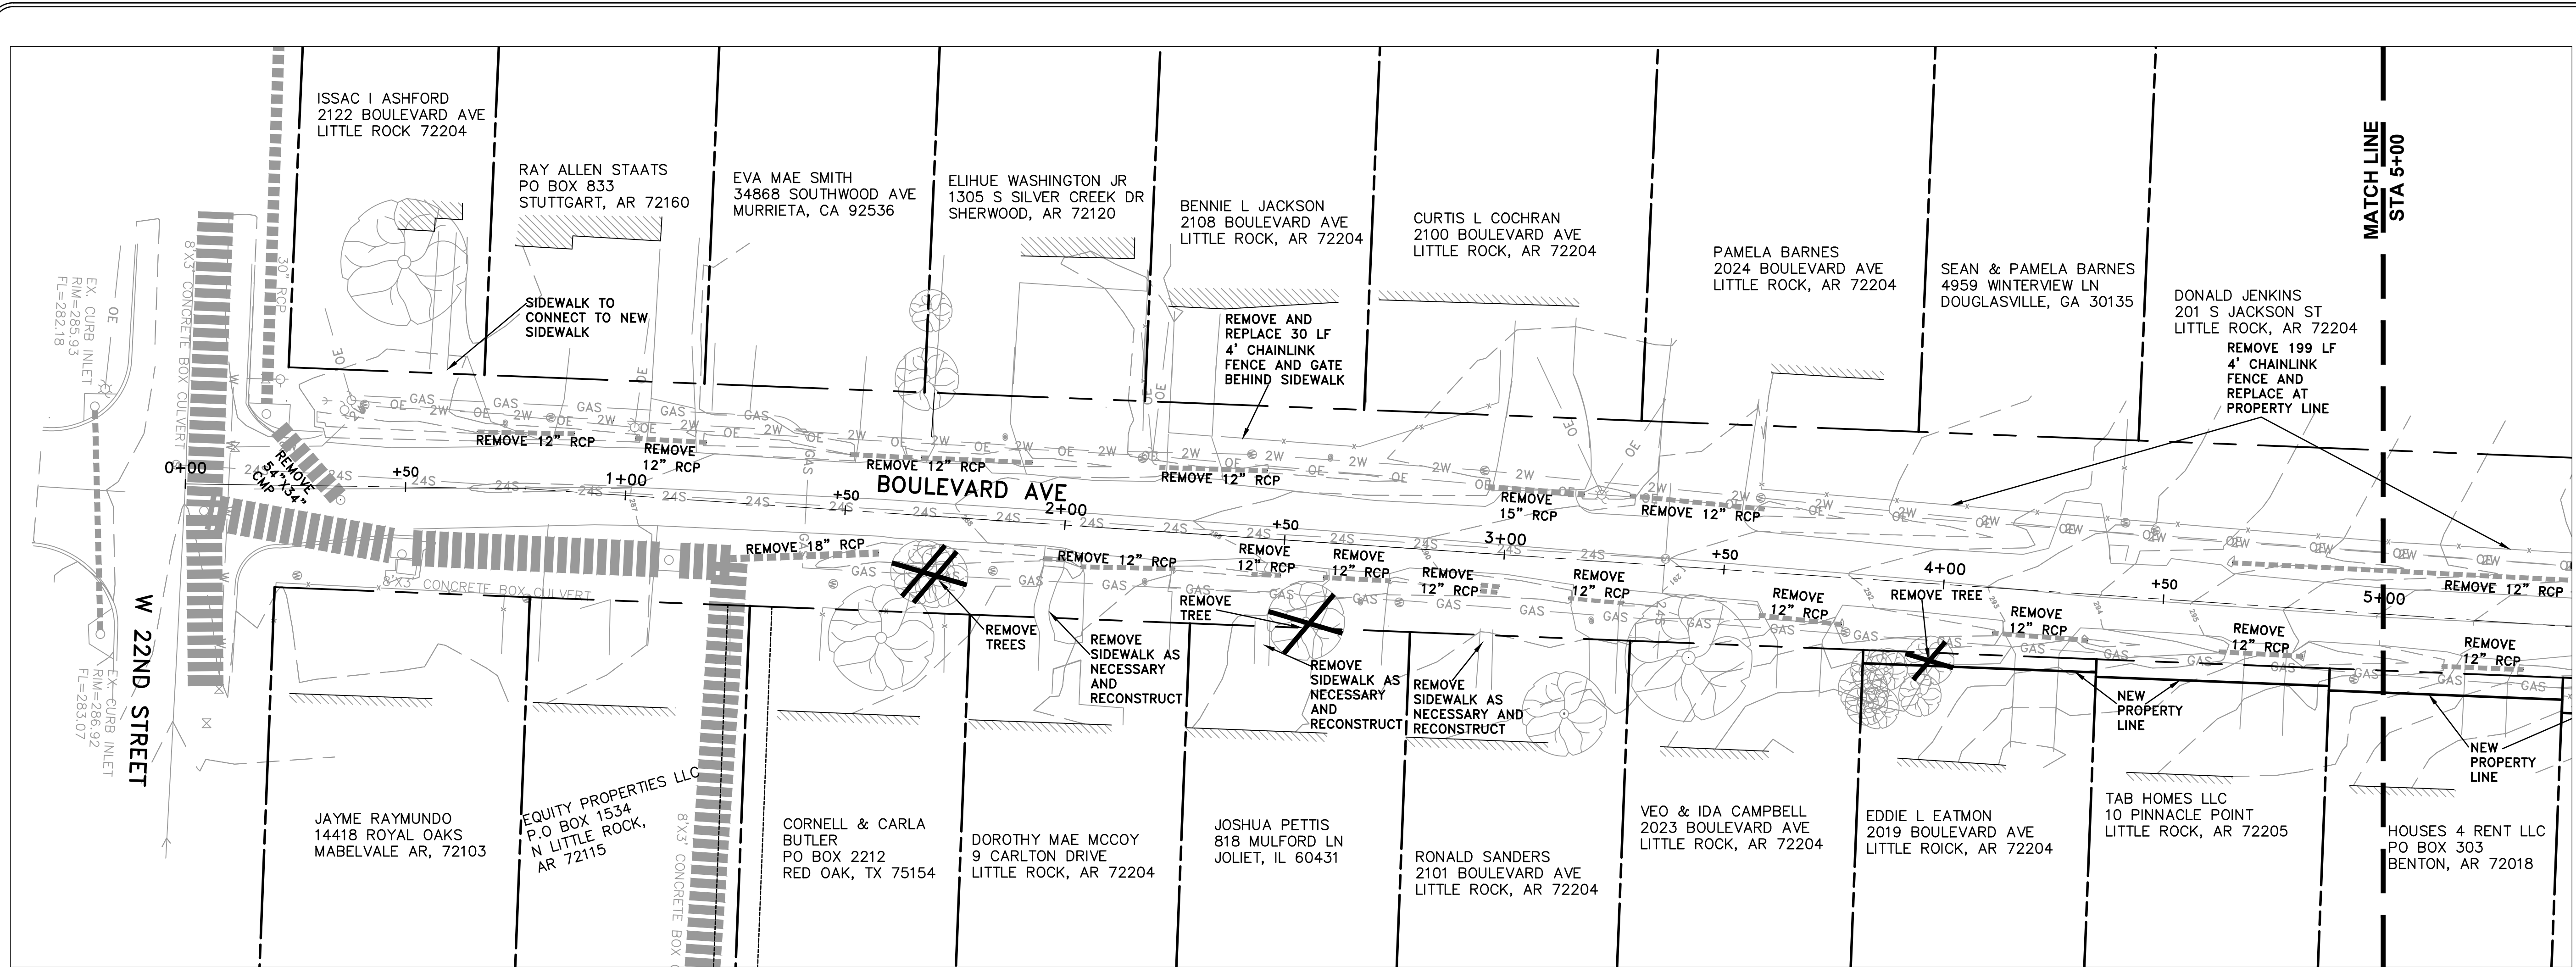 ISSAC I ASHFORD
2122 BOULEVARD AVE
LITTLE ROCK 72204
RAY ALLEN STAATS
PO BOX 833
STUTTGART, AR 72160
EVA MAE SMITH
34868 SOUTHWOOD AVE
MURRIETA, CA 92536
ELIHUE WASHINGTON JR
1305 S SILVER CREEK DR
SHERWOOD, AR 72120
BENNIE L JACKSON
2108 BOULEVARD AVE
LITTLE ROCK, AR 72204
CURTIS L COCHRAN
2100 BOULEVARD AVE
LITTLE ROCK, AR 72204
PAMELA BARNES
2024 BOULEVARD AVE
LITTLE ROCK, AR 72204
SEAN & PAMELA BARNES
4959 WINTERVIEW LN
DOUGLASVILLE, GA 30135
DONALD JENKINS
201 S JACKSON ST
LITTLE ROCK, AR 72204
REMOVE 199 LF
4' CHAINLINK
FENCE AND
REPLACE AT
PROPERTY LINE
MATCH LINE
STA 5+00
SIDEWALK TO
CONNECT TO NEW
SIDEWALK
REMOVE AND
REPLACE 30 LF
4' CHAINLINK
FENCE AND GATE
BEHIND SIDEWALK
EX. CURB INLET
RIM=285.93
FL=282.18
8'X3' CONCRETE BOX CULVERT
30" RCP
REMOVE
54"X34"
CMP
REMOVE 12" RCP
REMOVE
12" RCP
REMOVE 12" RCP
REMOVE 12" RCP
REMOVE
15" RCP
REMOVE 12" RCP
REMOVE 12" RCP
BOULEVARD AVE
0+00
+50
1+00
+50
2+00
+50
3+00
+50
4+00
+50
5+00
REMOVE 18" RCP
REMOVE 12" RCP
REMOVE
12" RCP
REMOVE
12" RCP
REMOVE
12" RCP
REMOVE
12" RCP
REMOVE
12" RCP
REMOVE TREE
REMOVE
12" RCP
REMOVE
12" RCP
REMOVE
12" RCP
8'X3' CONCRETE BOX CULVERT
W 22ND STREET
EX. CURB INLET
RIM=286.92
FL=283.07
REMOVE
TREES
REMOVE
SIDEWALK AS
NECESSARY
AND
RECONSTRUCT
REMOVE
TREE
REMOVE
SIDEWALK AS
NECESSARY
AND
RECONSTRUCT
REMOVE
SIDEWALK AS
NECESSARY AND
RECONSTRUCT
NEW
PROPERTY
LINE
NEW
PROPERTY
LINE
JAYME RAYMUNDO
14418 ROYAL OAKS
MABELVALE AR, 72103
EQUITY PROPERTIES LLC
P.O BOX 1534
N LITTLE ROCK,
AR 72115
8'X3' CONCRETE BOX
CORNELL & CARLA
BUTLER
PO BOX 2212
RED OAK, TX 75154
DOROTHY MAE MCCOY
9 CARLTON DRIVE
LITTLE ROCK, AR 72204
JOSHUA PETTIS
818 MULFORD LN
JOLIET, IL 60431
RONALD SANDERS
2101 BOULEVARD AVE
LITTLE ROCK, AR 72204
VEO & IDA CAMPBELL
2023 BOULEVARD AVE
LITTLE ROCK, AR 72204
EDDIE L EATMON
2019 BOULEVARD AVE
LITTLE ROICK, AR 72204
TAB HOMES LLC
10 PINNACLE POINT
LITTLE ROCK, AR 72205
HOUSES 4 RENT LLC
PO BOX 303
BENTON, AR 72018